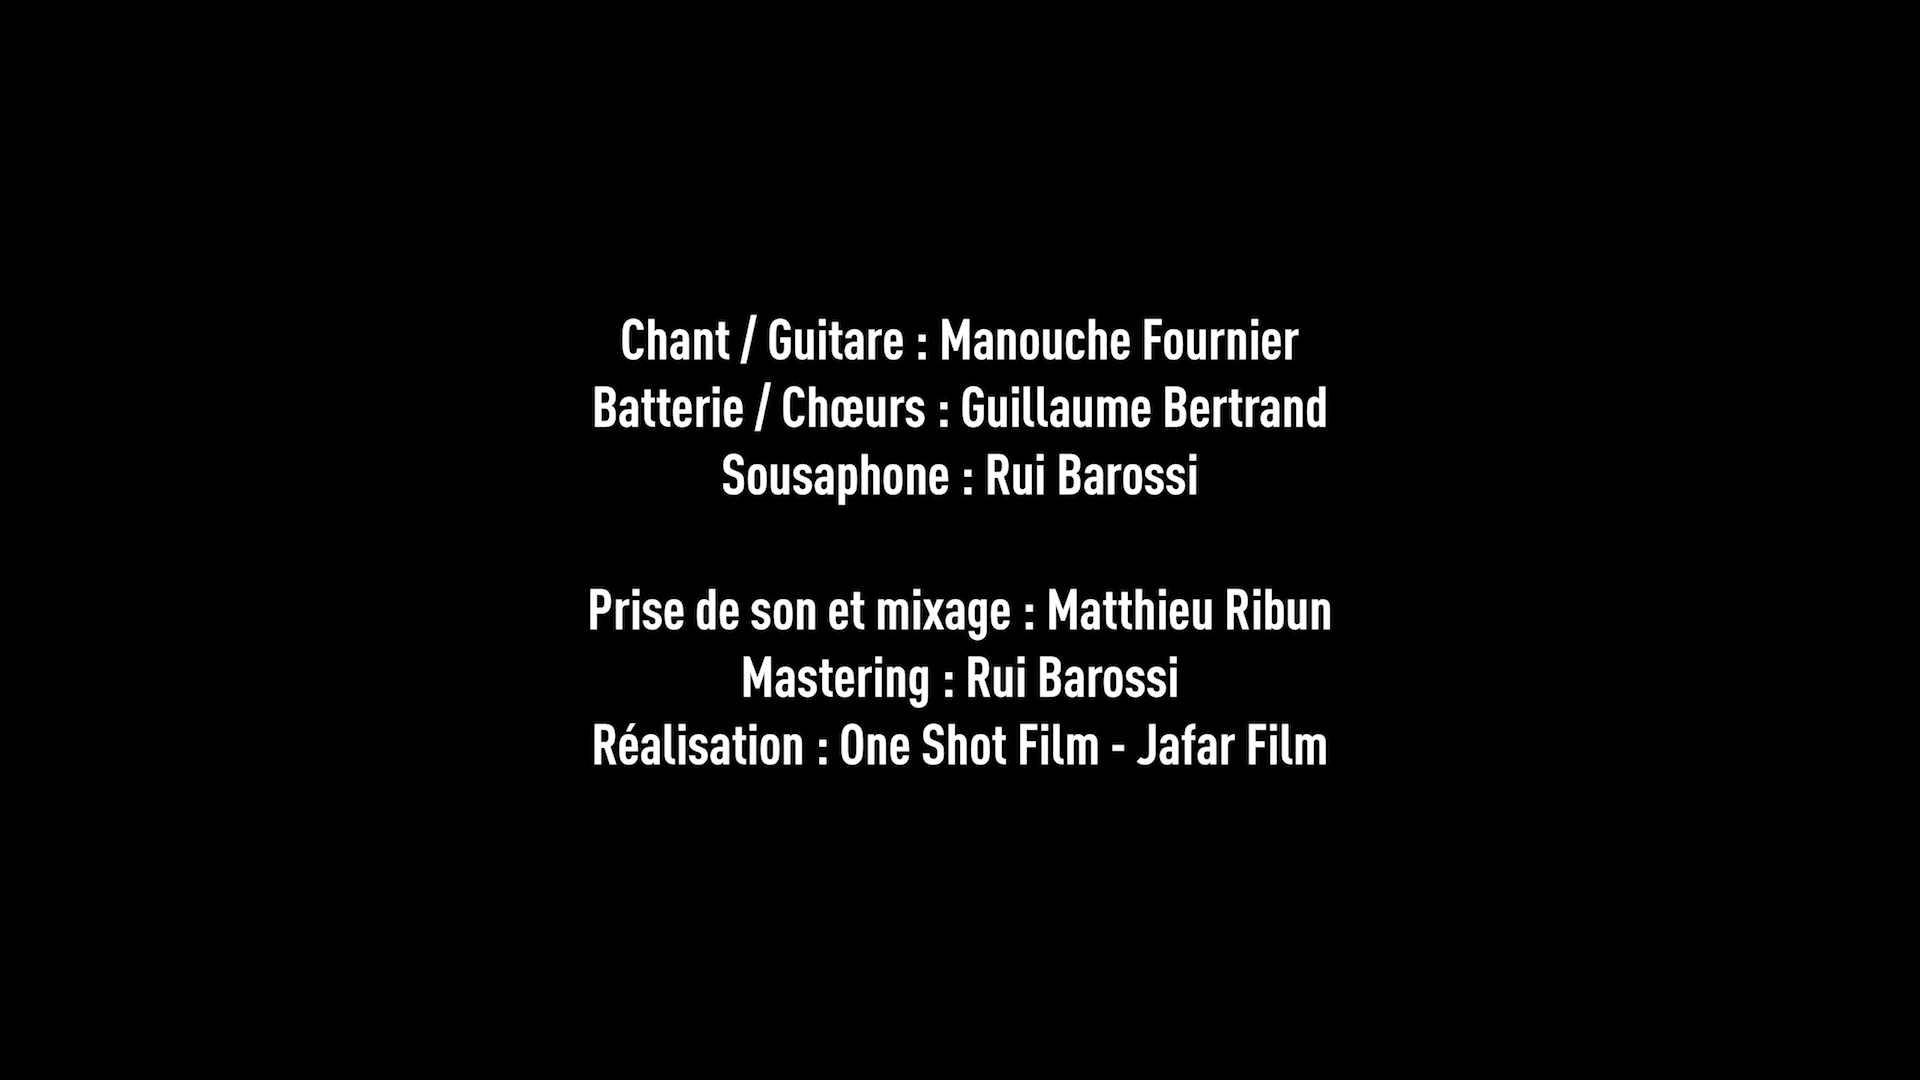 Chant / Guitare : Manouche Fournier
Batterie / Chœurs : Guillaume Bertrand
Sousaphone : Rui Barossi
Prise de son et mixage : Matthieu Ribun
Mastering : Rui Barossi
Réalisation : One Shot Film - Jafar Film